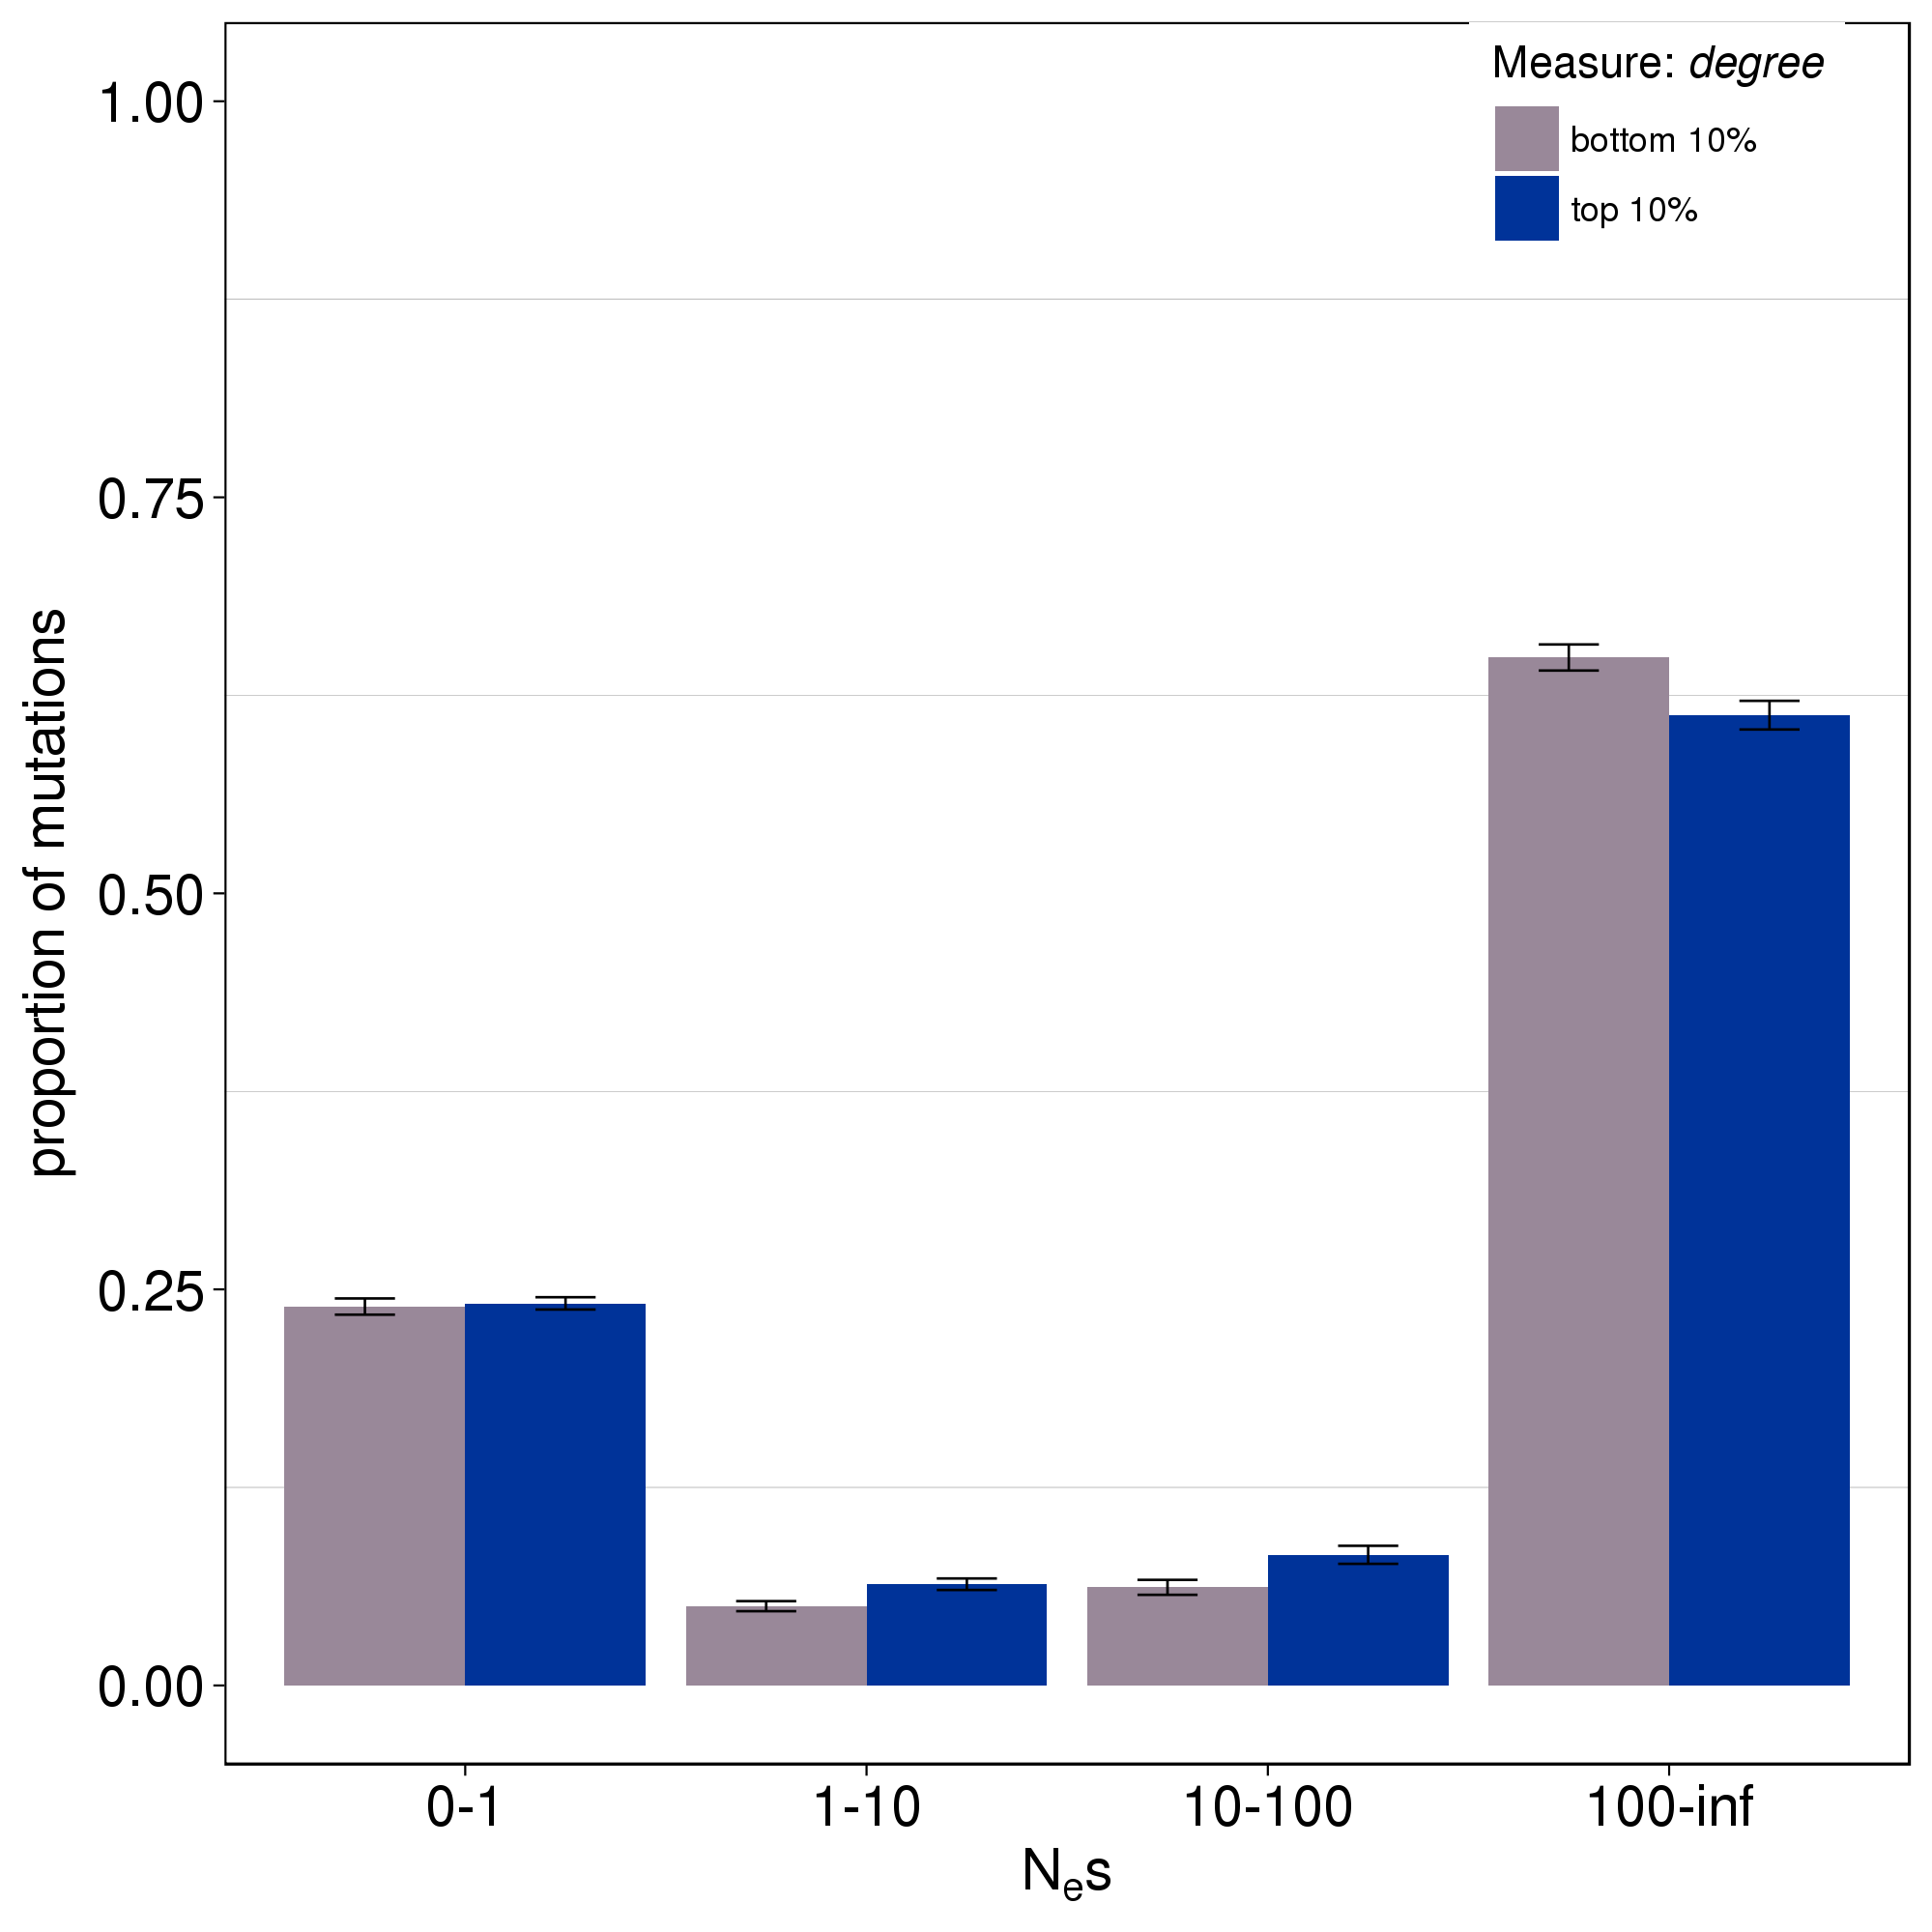 Measure: degree
bottom 10%
top 10%
1.00
0.75
0.50
0.25
0.00
proportion of mutations
0-1
1-10
10-100
100-inf
Nₑs